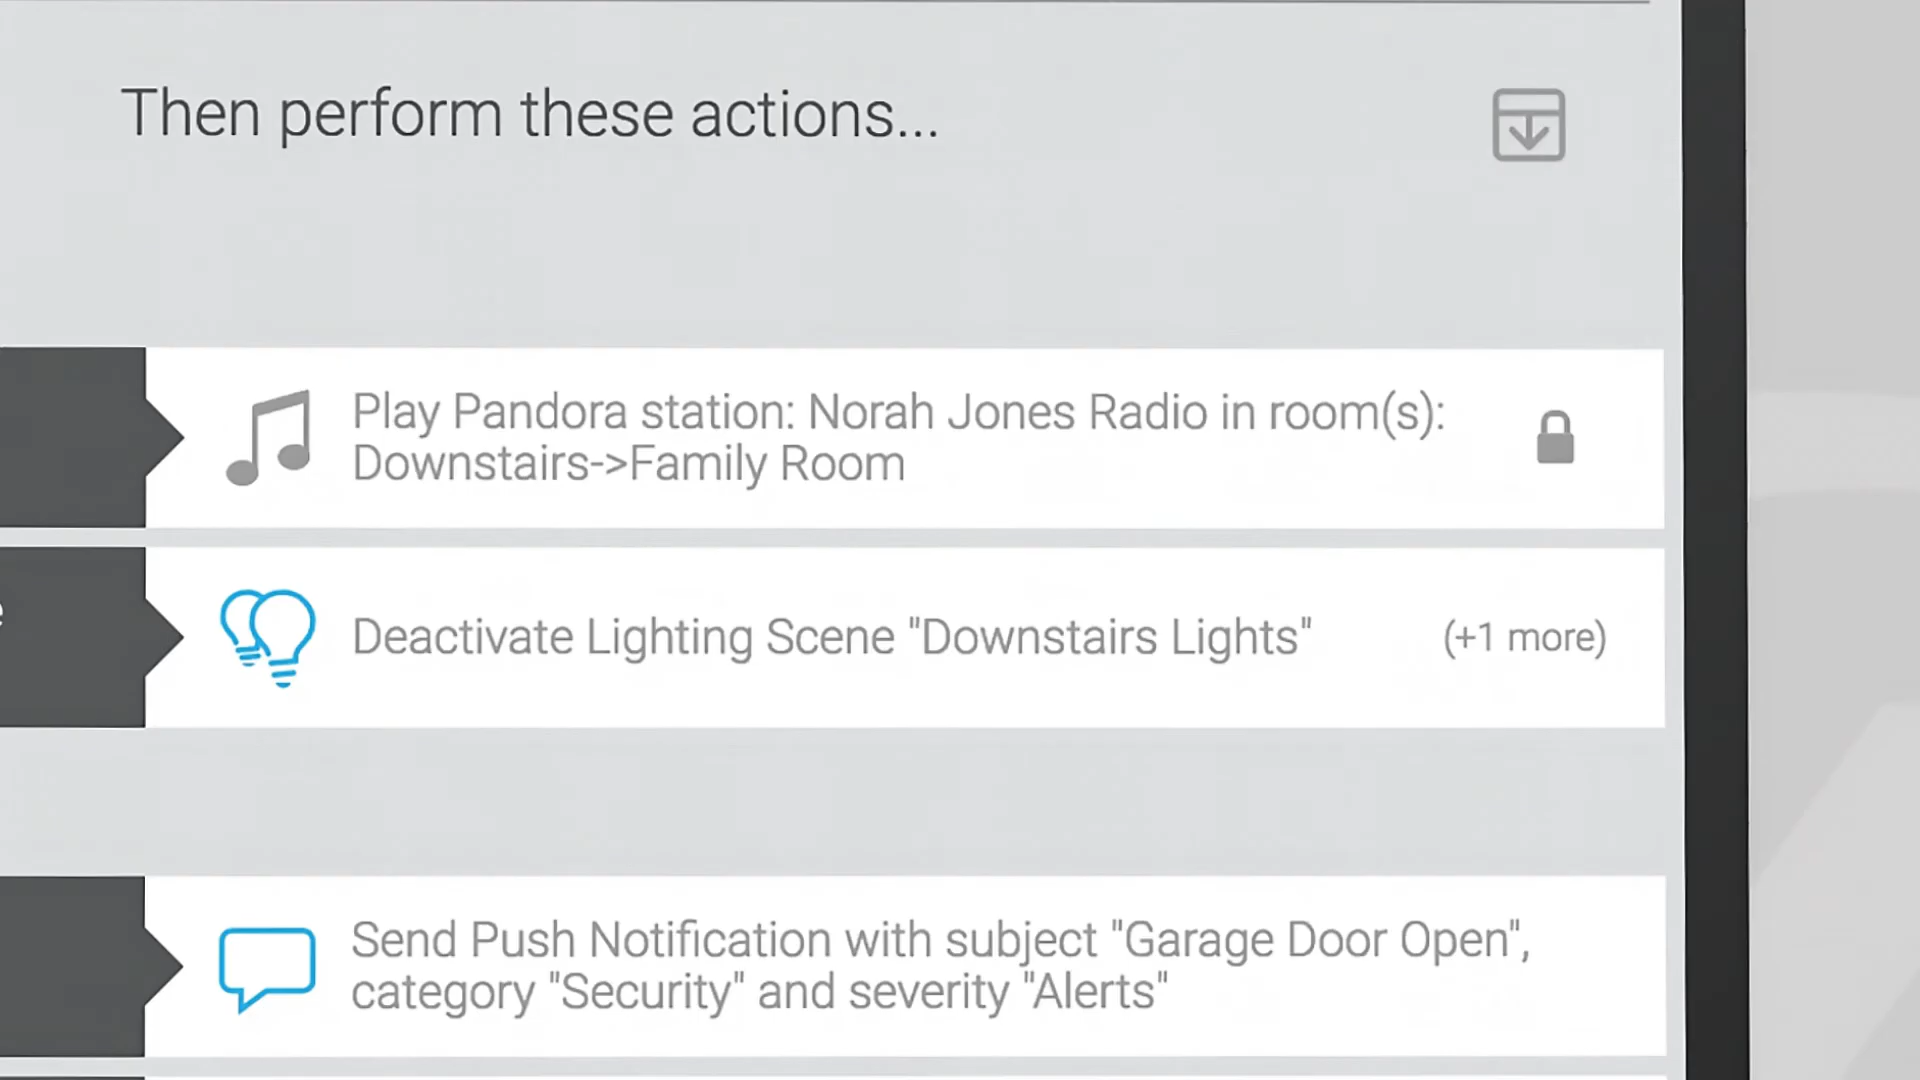 Then perform these actions...
Play Pandora station: Norah Jones Radio in room(s):
Downstairs->Family Room
Deactivate Lighting Scene "Downstairs Lights"
(+1 more)
Send Push Notification with subject "Garage Door Open",
category "Security" and severity "Alerts"